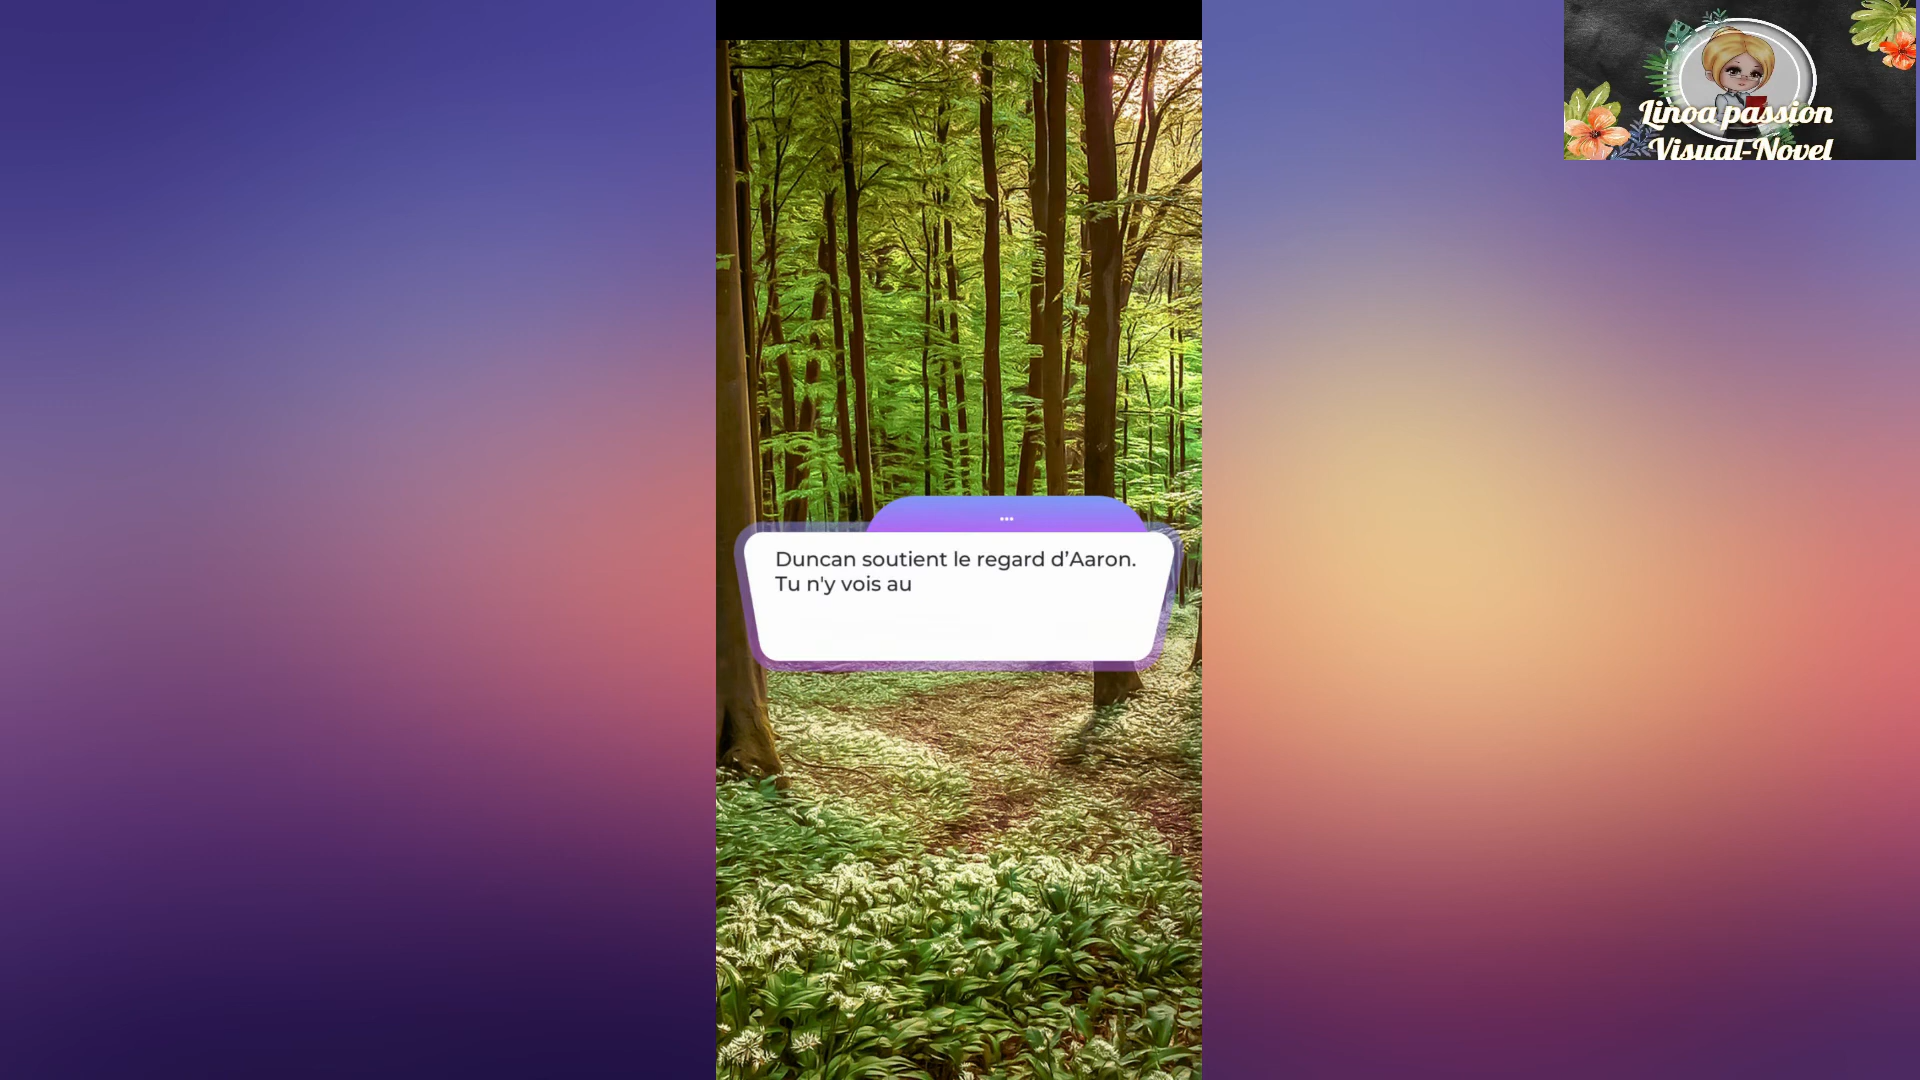 Linoa passion
Visual-Novel
...
Duncan soutient le regard d’Aaron.
Tu n'y vois au